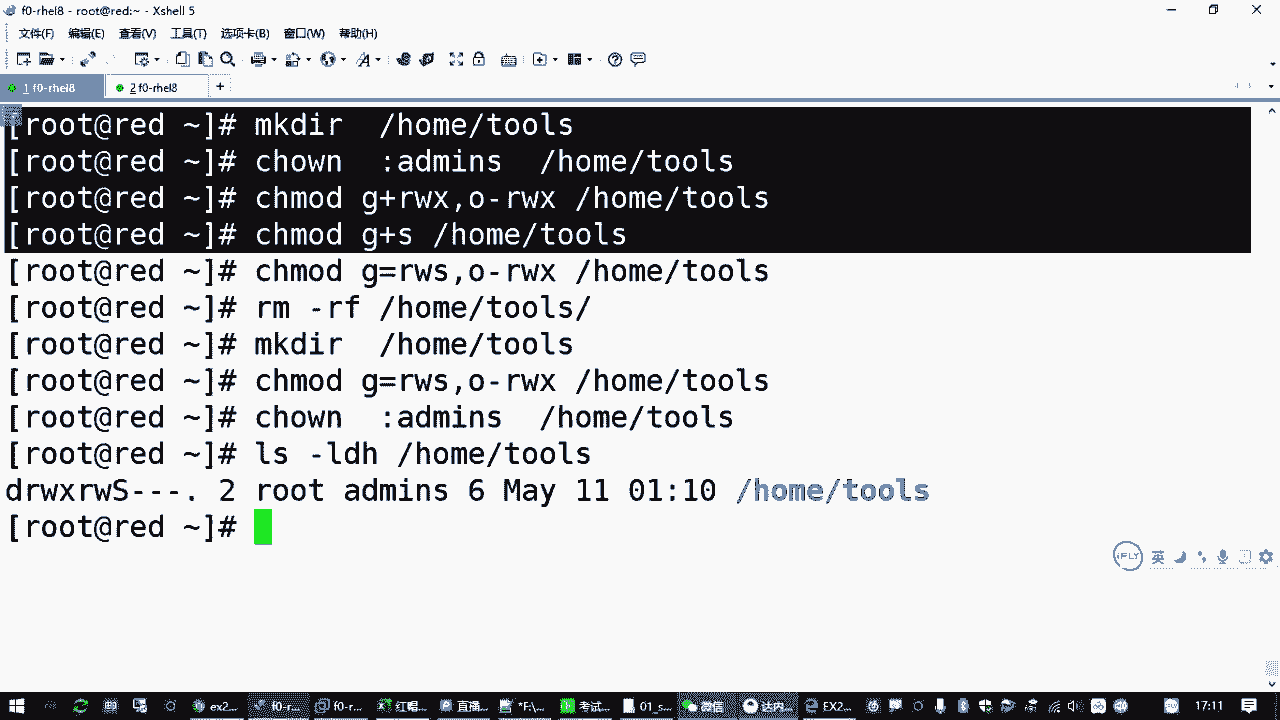 f0-rhel8 - root@red:~ - Xshell 5
文件(F) 编辑(E) 查看(V) 工具(T) 选项卡(B) 窗口(W) 帮助(H)
1 f0-rhel8 2 f0-rhel8 +
[root@red ~]# mkdir  /home/tools
[root@red ~]# chown  :admins  /home/tools
[root@red ~]# chmod g+rwx,o-rwx /home/tools
[root@red ~]# chmod g+s /home/tools
[root@red ~]# chmod g=rws,o-rwx /home/tools
[root@red ~]# rm -rf /home/tools/
[root@red ~]# mkdir  /home/tools
[root@red ~]# chmod g=rws,o-rwx /home/tools
[root@red ~]# chown  :admins  /home/tools
[root@red ~]# ls -ldh /home/tools
drwxrwS---. 2 root admins 6 May 11 01:10 /home/tools
[root@red ~]#
iFLY 英
ex2... f0-r... f0-r... 红帽... 直播... *F:\... 考试... 01_s... 微信 达内... EX2... 17:11